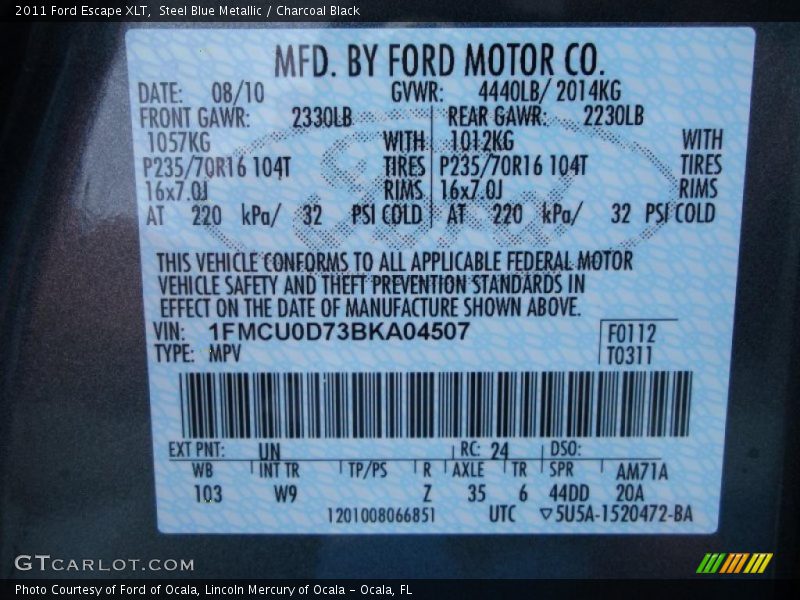 2011 Ford Escape XLT, Steel Blue Metallic / Charcoal Black
MFD. BY FORD MOTOR CO.
DATE: 08/10 GVWR: 4440LB/ 2014KG
FRONT GAWR: 2330LB REAR GAWR: 2230LB
1057KG WITH 1012KG WITH
P235/70R16 104T TIRES P235/70R16 104T TIRES
16x7.0J RIMS 16x7.0J RIMS
AT 220 kPa/ 32 PSI COLD AT 220 kPa/ 32 PSI COLD
THIS VEHICLE CONFORMS TO ALL APPLICABLE FEDERAL MOTOR
VEHICLE SAFETY AND THEFT PREVENTION STANDARDS IN
EFFECT ON THE DATE OF MANUFACTURE SHOWN ABOVE.
VIN: 1FMCU0D73BKA04507 F0112
TYPE: MPV T0311
EXT PNT: UN RC: 24 DSO:
WB INT TR TP/PS R AXLE TR SPR AM71A
103 W9 Z 35 6 44DD 20A
1201008066851 UTC ▽5U5A-1520472-BA
GTCARLOT.COM
Photo Courtesy of Ford of Ocala, Lincoln Mercury of Ocala – Ocala, FL